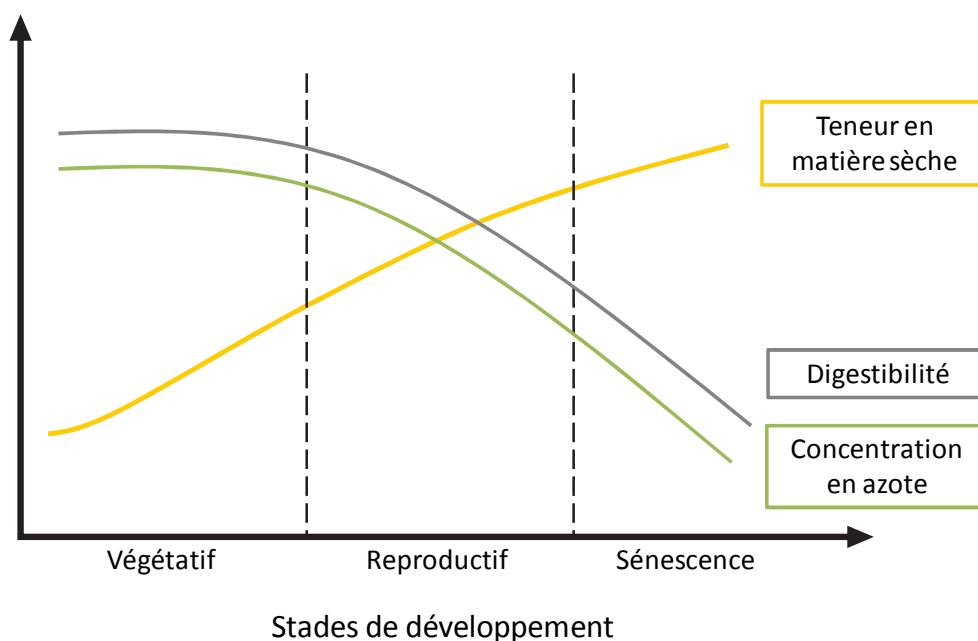 Teneur en
matière sèche
Digestibilité
Concentration
en azote
Végétatif
Reproductif
Sénescence
Stades de développement